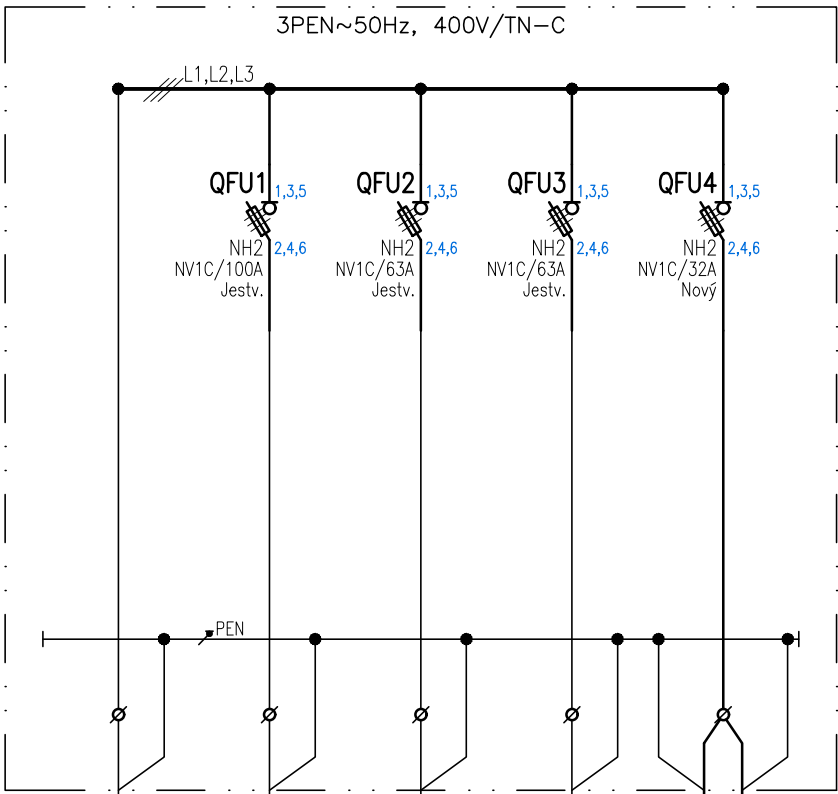 3PEN~50Hz, 400V/TN-C
L1,L2,L3
QFU1 1,3,5
NH2 2,4,6
NV1C/100A
Jestv.
QFU2 1,3,5
NH2 2,4,6
NV1C/63A
Jestv.
QFU3 1,3,5
NH2 2,4,6
NV1C/63A
Jestv.
QFU4 1,3,5
NH2 2,4,6
NV1C/32A
Nový
PEN